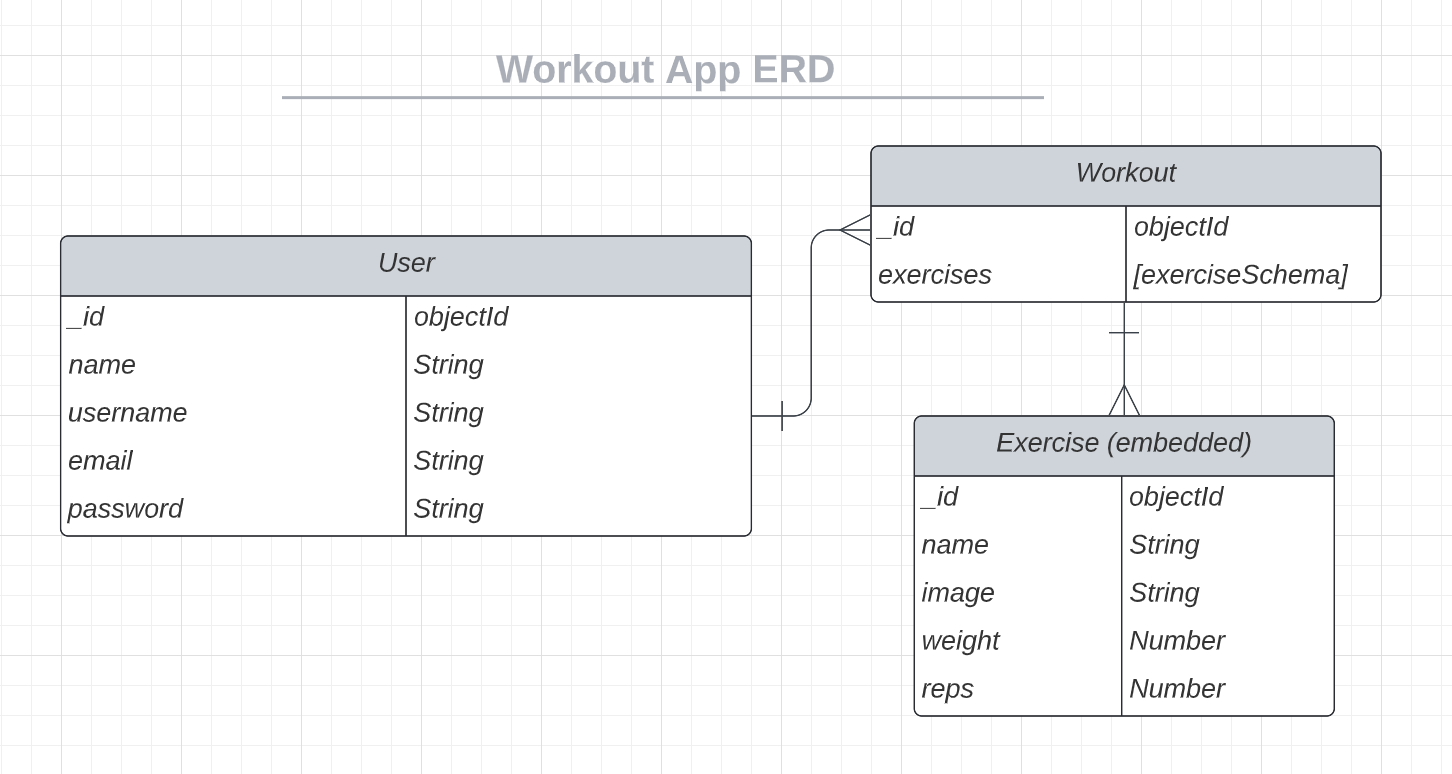 Workout App ERD
User
_id objectId
name String
username String
email String
password String
Workout
_id objectId
exercises [exerciseSchema]
Exercise (embedded)
_id objectId
name String
image String
weight Number
reps Number